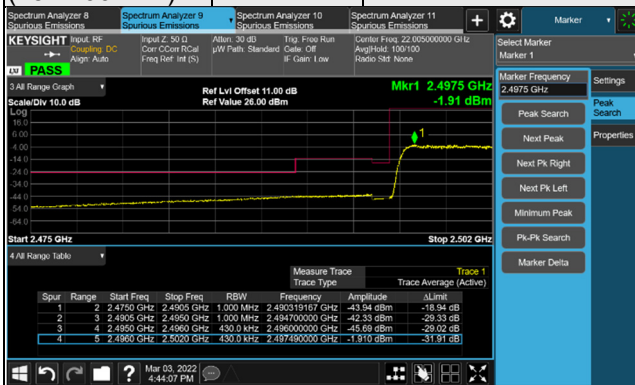 Spectrum Analyzer 8
Spurious Emissions
Spectrum Analyzer 9
Spurious Emissions
Spectrum Analyzer 10
Spurious Emissions
Spectrum Analyzer 11
Spurious Emissions
Marker
KEYSIGHT Input: RF
Coupling: DC
Align: Auto
Input Z: 50 Ω
Corr CCorr RCal
Freq Ref: Int (S)
Atten: 30 dB
µW Path: Standard
Trig: Free Run
Gate: Off
IF Gain: Low
Center Freq: 22.005000000 GHz
Avg|Hold: 100/100
Radio Std: None
LXI PASS
Select Marker
Marker 1
Marker Frequency
2.4975 GHz
Settings
Peak Search
Peak
Search
Next Peak
Properties
Next Pk Right
Next Pk Left
Minimum Peak
Pk-Pk Search
Marker Delta
3 All Range Graph
Ref Lvl Offset 11.00 dB
Mkr1 2.4975 GHz
Scale/Div 10.0 dB
Ref Value 26.00 dBm
-1.91 dBm
Log
16.0
6.00
1
-4.00
-14.0
-24.0
-34.0
-44.0
-54.0
-64.0
Start 2.475 GHz
Stop 2.502 GHz
4 All Range Table
Measure Trace Trace 1
Trace Type Trace Average (Active)
Spur Range Start Freq Stop Freq RBW Frequency Amplitude ΔLimit
1 2 2.4750 GHz 2.4905 GHz 1.000 MHz 2.490319167 GHz -43.94 dBm -18.94 dB
2 3 2.4905 GHz 2.4950 GHz 1.000 MHz 2.494700000 GHz -42.33 dBm -29.33 dB
3 4 2.4950 GHz 2.4960 GHz 430.0 kHz 2.496000000 GHz -45.69 dBm -29.02 dB
4 5 2.4960 GHz 2.5020 GHz 430.0 kHz 2.497490000 GHz -1.910 dBm -31.91 dB
Mar 03, 2022
4:44:07 PM